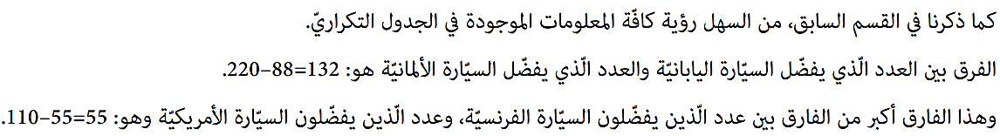 كما ذكرنا في القسم السابق، من السهل رؤية كافّة المعلومات الموجودة في الجدول التكراريّ.
الفرق بين العدد الّذي يفضّل السيّارة اليابانيّة والعدد الّذي يفضّل السيّارة الألمانيّة هو: 132=88–220.
وهذا الفارق أكبر من الفارق بين عدد الّذين يفضّلون السيّارة الفرنسيّة، وعدد الّذين يفضّلون السيّارة الأمريكيّة وهو: 55=55–110.